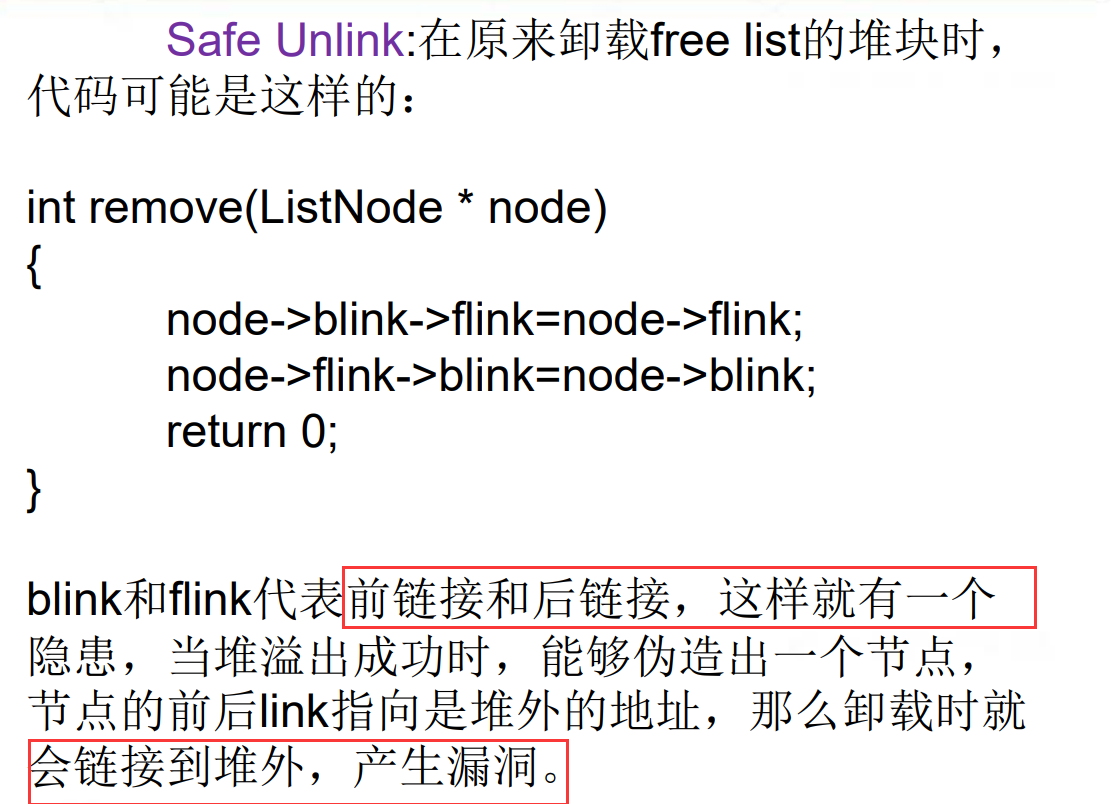 Safe Unlink:在原来卸载free list的堆块时，
代码可能是这样的：
int remove(ListNode * node)
{
node->blink->flink=node->flink;
node->flink->blink=node->blink;
return 0;
}
blink和flink代表前链接和后链接，这样就有一个
隐患，当堆溢出成功时，能够伪造出一个节点，
节点的前后link指向是堆外的地址，那么卸载时就
会链接到堆外，产生漏洞。